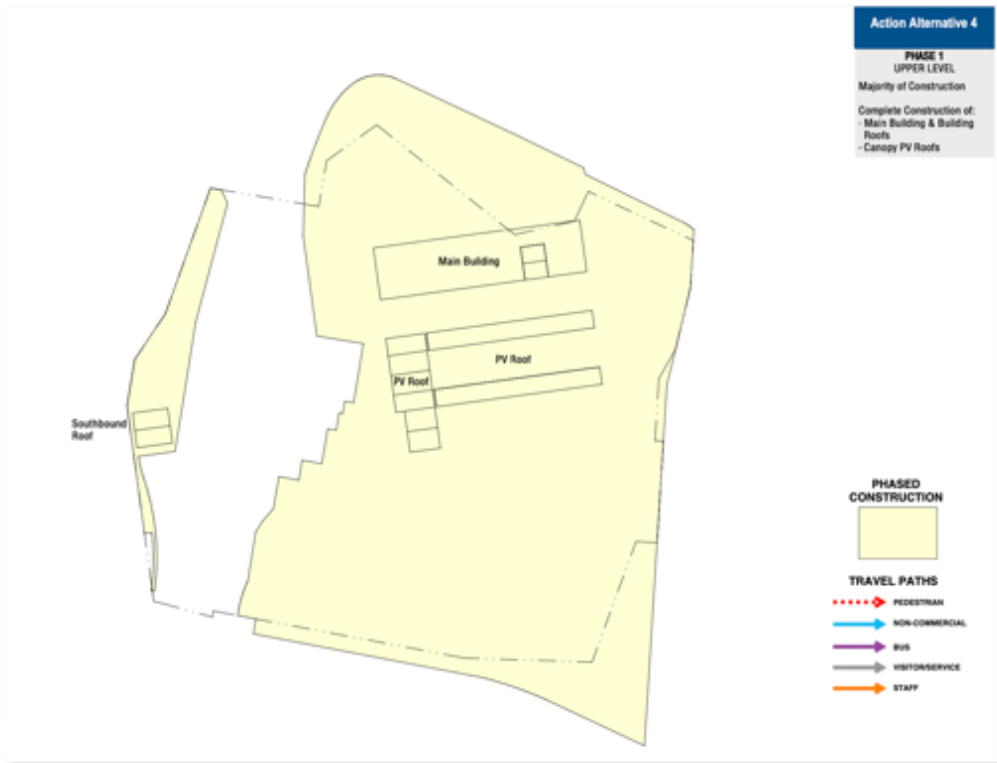 Action Alternative 4
PHASE 1
UPPER LEVEL
Majority of Construction
Complete Construction of:
- Main Building & Building
Roofs
- Canopy PV Roofs
Main Building
PV Roof
PV Roof
Southbound
Roof
PHASED
CONSTRUCTION
TRAVEL PATHS
PEDESTRIAN
NON-COMMERCIAL
BUS
VISITOR/SERVICE
STAFF